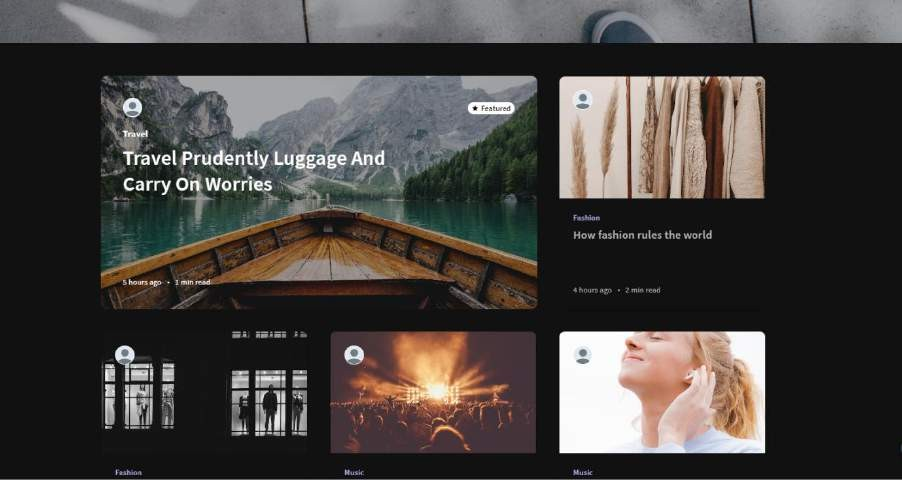 Featured
Travel
Travel Prudently Luggage And
Carry On Worries
5 hours ago • 1 min read
Fashion
How fashion rules the world
4 hours ago • 2 min read
Fashion
Music
Music